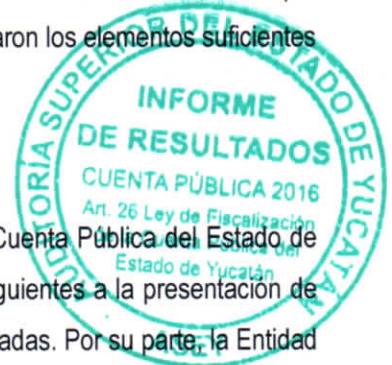 aron los elementos suficientes
AUDITORÍA SUPERIOR DEL ESTADO DE YUCATÁN
INFORME
DE RESULTADOS
CUENTA PÚBLICA 2016
Art. 26 Ley de Fiscalización
Estado de Yucatán
ASEY
Cuenta Pública del Estado de
guientes a la presentación de
adas. Por su parte, la Entidad